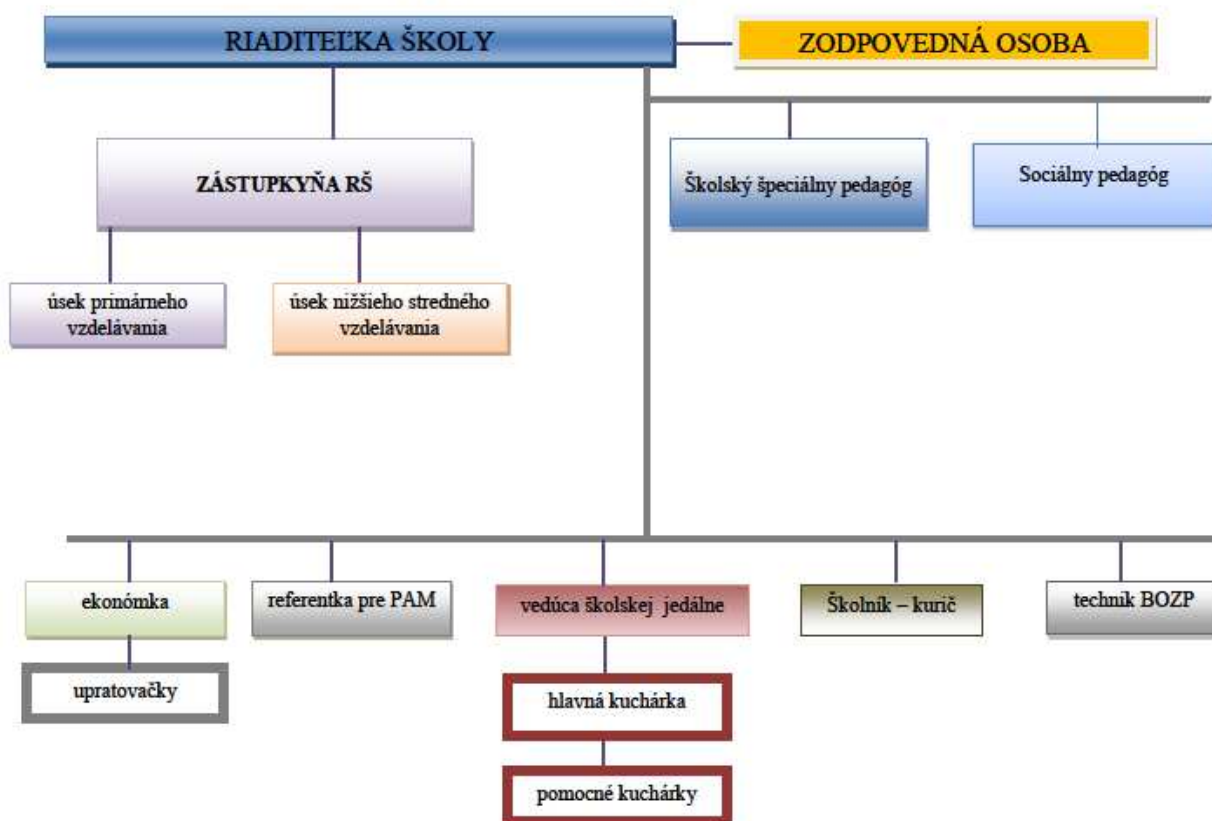 RIADITEĽKA ŠKOLY
ZODPOVEDNÁ OSOBA
ZÁSTUPKYŇA RŠ
Školský špeciálny pedagóg
Sociálny pedagóg
úsek primárneho
vzdelávania
úsek nižšieho stredného
vzdelávania
ekonómka
referentka pre PAM
vedúca školskej jedálne
Školník – kurič
technik BOZP
upratovačky
hlavná kuchárka
pomocné kuchárky